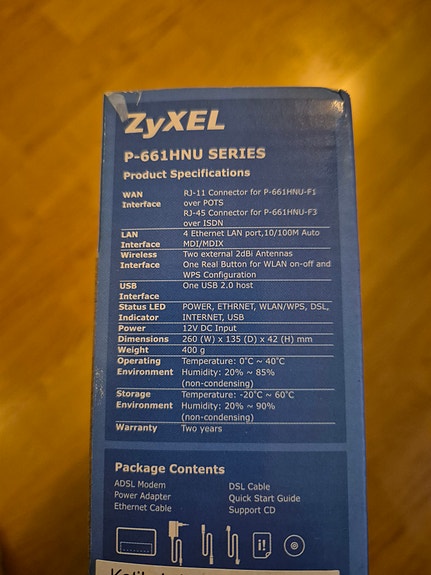 ZyXEL
P-661HNU SERIES
Product Specifications
WAN Interface RJ-11 Connector for P-661HNU-F1
over POTS
RJ-45 Connector for P-661HNU-F3
over ISDN
LAN Interface 4 Ethernet LAN port,10/100M Auto
MDI/MDIX
Wireless Interface Two external 2dBi Antennas
One Real Button for WLAN on-off and
WPS Configuration
USB Interface One USB 2.0 host
Status LED Indicator POWER, ETHRNET, WLAN/WPS, DSL,
INTERNET, USB
Power 12V DC Input
Dimensions 260 (W) x 135 (D) x 42 (H) mm
Weight 400 g
Operating Environment Temperature: 0°C ~ 40°C
Humidity: 20% ~ 85%
(non-condensing)
Storage Environment Temperature: -20°C ~ 60°C
Humidity: 20% ~ 90%
(non-condensing)
Warranty Two years
Package Contents
ADSL Modem
Power Adapter
Ethernet Cable
DSL Cable
Quick Start Guide
Support CD